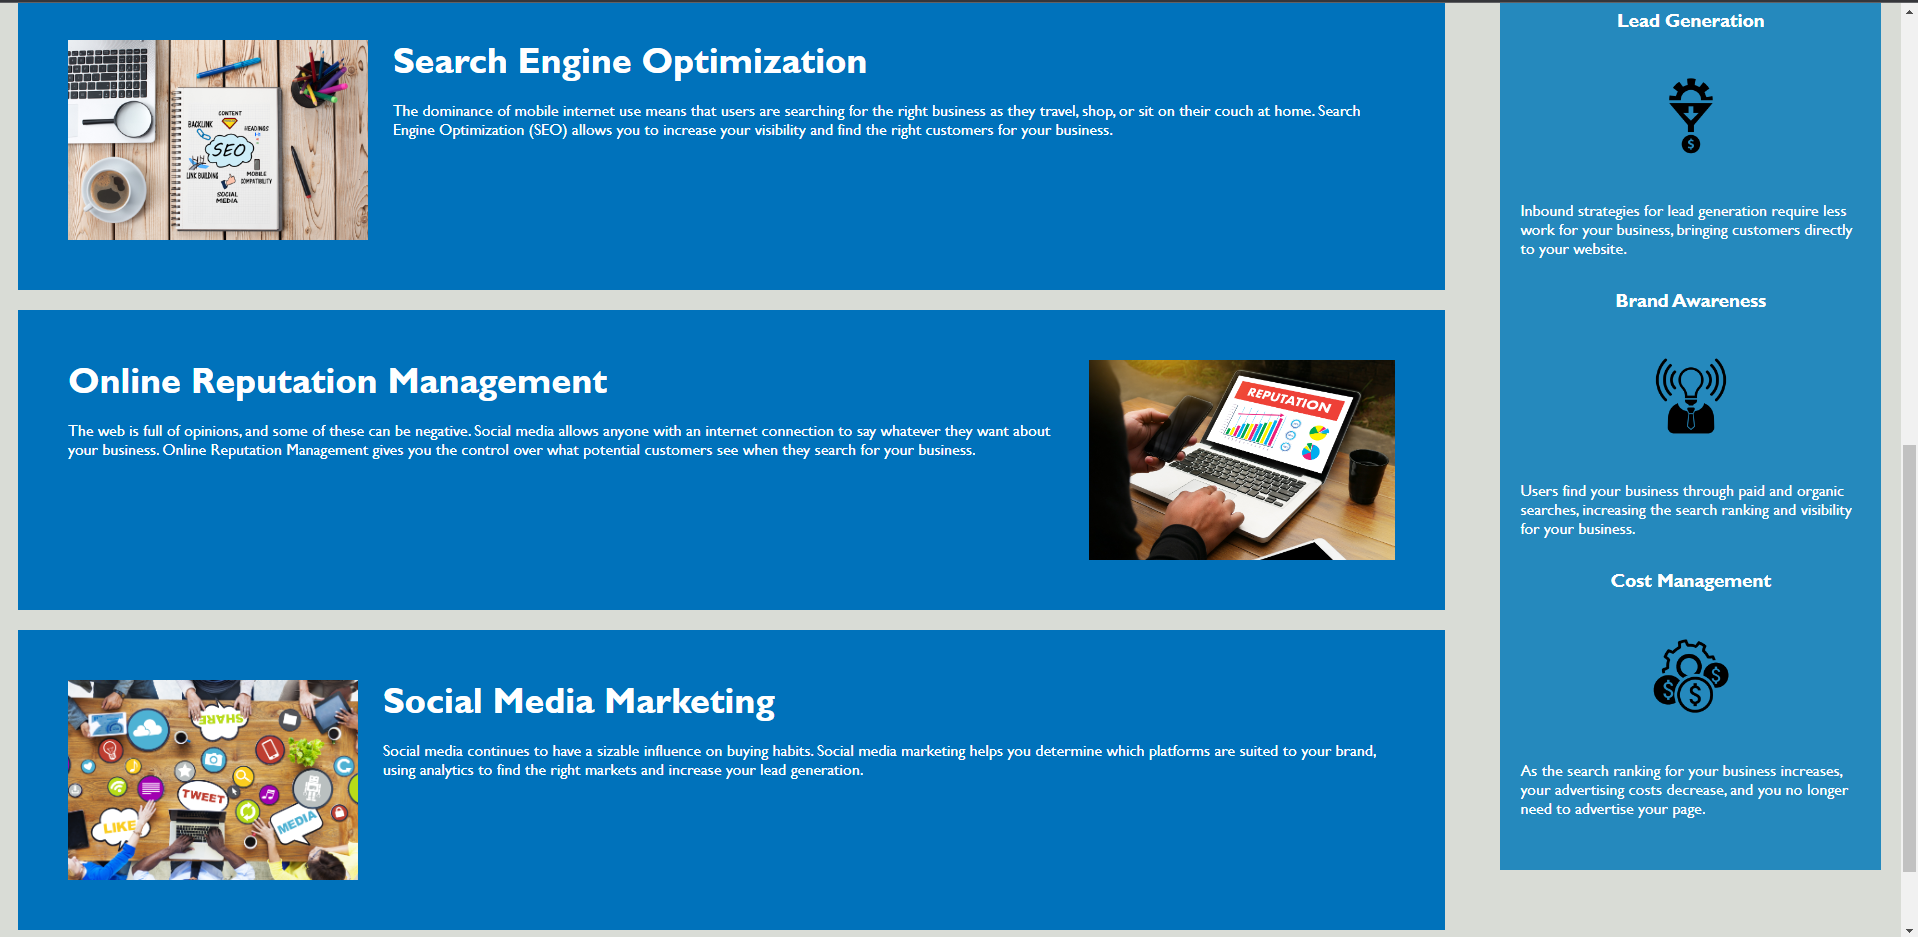 Search Engine Optimization
The dominance of mobile internet use means that users are searching for the right business as they travel, shop, or sit on their couch at home. Search
Engine Optimization (SEO) allows you to increase your visibility and find the right customers for your business.
CONTENT
BACKLINK
HEADINGS
SEO
LINK BUILDING
MOBILE
COMPATIBILITY
SOCIAL
MEDIA
Online Reputation Management
The web is full of opinions, and some of these can be negative. Social media allows anyone with an internet connection to say whatever they want about
your business. Online Reputation Management gives you the control over what potential customers see when they search for your business.
REPUTATION
Social Media Marketing
Social media continues to have a sizable influence on buying habits. Social media marketing helps you determine which platforms are suited to your brand,
using analytics to find the right markets and increase your lead generation.
SHARE
TWEET
LIKE
MEDIA
Lead Generation
$
Inbound strategies for lead generation require less
work for your business, bringing customers directly
to your website.
Brand Awareness
Users find your business through paid and organic
searches, increasing the search ranking and visibility
for your business.
Cost Management
$ $ $
As the search ranking for your business increases,
your advertising costs decrease, and you no longer
need to advertise your page.